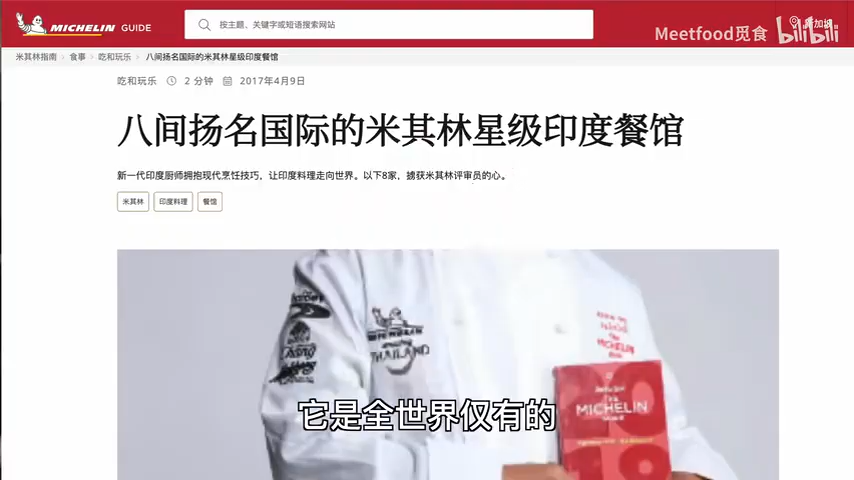 MICHELIN GUIDE
按主题、关键字或短语搜索网站
Meetfood觅食 bilibili
米其林指南 > 食事 > 吃和玩乐 > 八间扬名国际的米其林星级印度餐馆
吃和玩乐 2 分钟 2017年4月9日
八间扬名国际的米其林星级印度餐馆
新一代印度厨师拥抱现代烹饪技巧，让印度料理走向世界。以下8家，掳获米其林评审员的心。
米其林 印度料理 餐馆
THAILAND
MICHELIN
MICHELIN
它是全世界仅有的